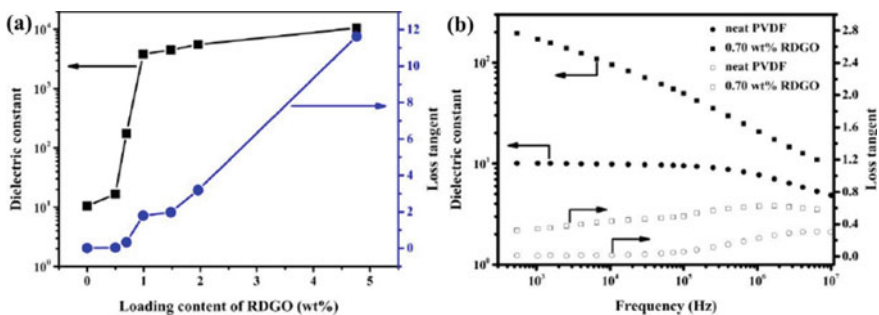 (a)
10⁴
10³
10²
10¹
10⁰
Dielectric constant
0 1 2 3 4 5
Loading content of RDGO (wt%)
12
10
8
6
4
2
0
Loss tangent
(b)
neat PVDF
0.70 wt% RDGO
neat PVDF
0.70 wt% RDGO
10²
10¹
10⁰
Dielectric constant
10³ 10⁴ 10⁵ 10⁶ 10⁷
Frequency (Hz)
2.8
2.4
2.0
1.6
1.2
0.8
0.4
0.0
Loss tangent